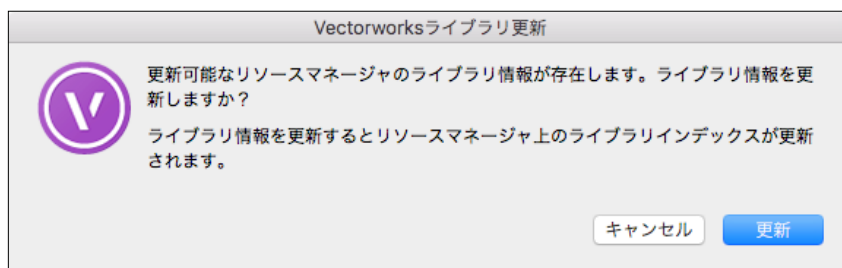 Vectorworksライブラリ更新
更新可能なリソースマネージャのライブラリ情報が存在します。ライブラリ情報を更
新しますか？
ライブラリ情報を更新するとリソースマネージャ上のライブラリインデックスが更新
されます。
キャンセル
更新